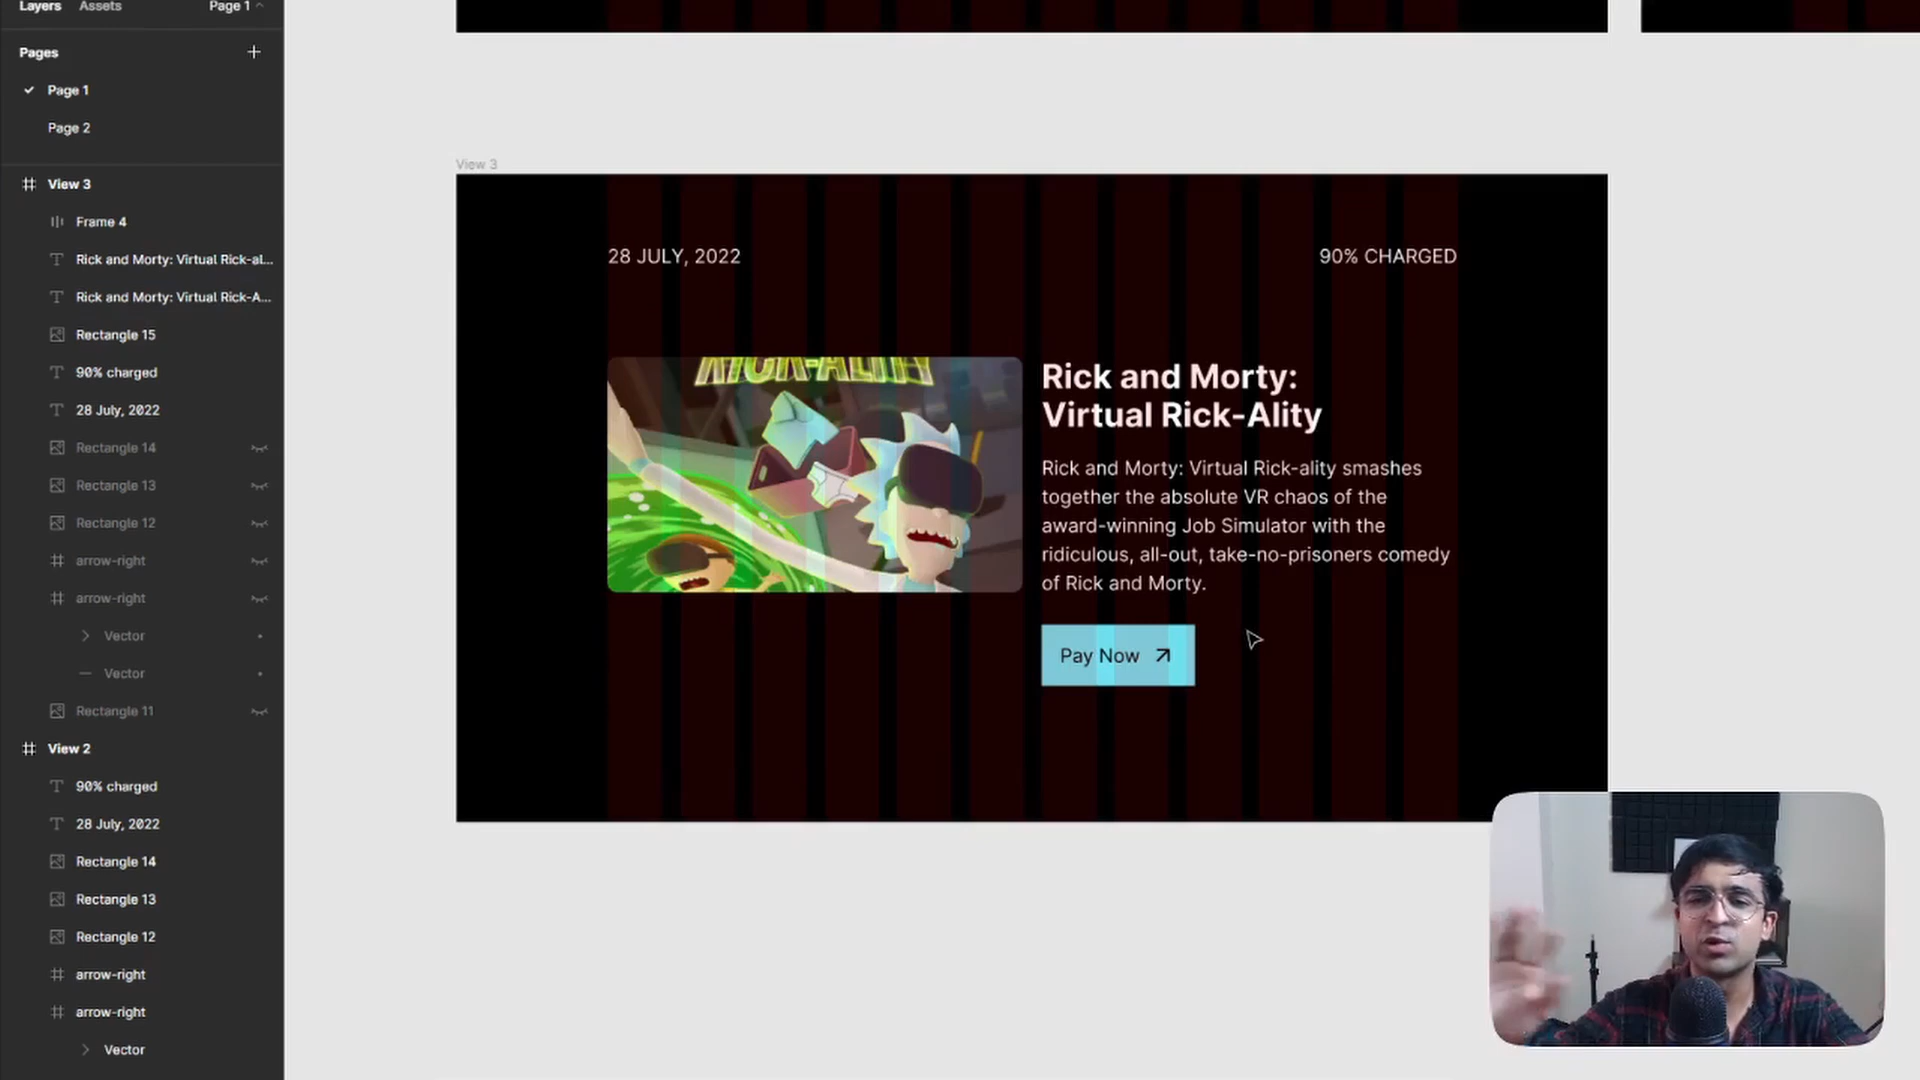 Layers Assets Page 1
Pages
Page 1
Page 2
View 3
Frame 4
Rick and Morty: Virtual Rick-al...
Rick and Morty: Virtual Rick-A...
Rectangle 15
90% charged
28 July, 2022
Rectangle 14
Rectangle 13
Rectangle 12
arrow-right
arrow-right
Vector
Vector
Rectangle 11
View 2
90% charged
28 July, 2022
Rectangle 14
Rectangle 13
Rectangle 12
arrow-right
arrow-right
Vector
View 3
28 JULY, 2022
90% CHARGED
RICK-ALITY
Rick and Morty:
Virtual Rick-Ality
Rick and Morty: Virtual Rick-ality smashes
together the absolute VR chaos of the
award-winning Job Simulator with the
ridiculous, all-out, take-no-prisoners comedy
of Rick and Morty.
Pay Now